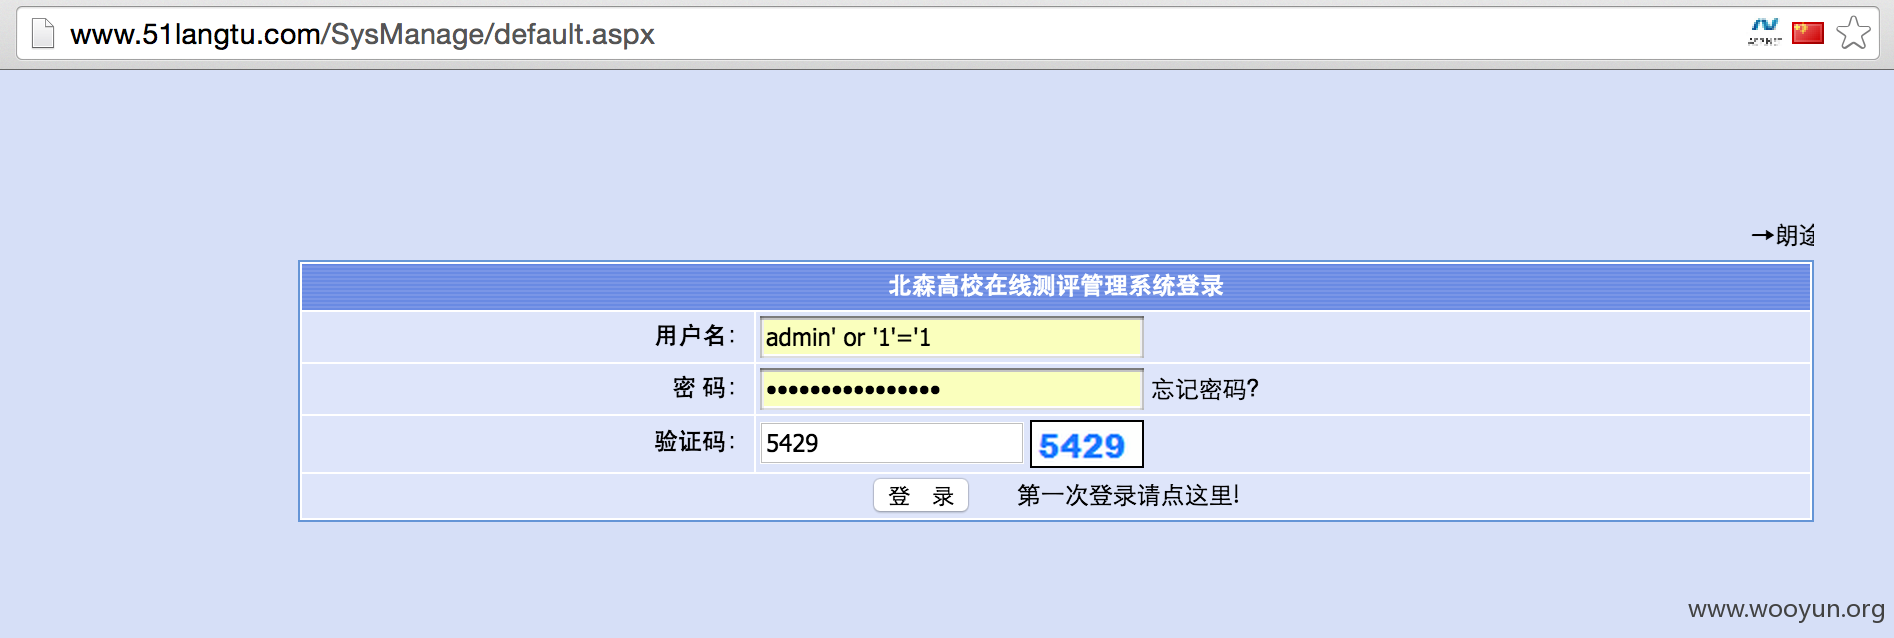 www.51langtu.com/SysManage/default.aspx
→朗途
北森高校在线测评管理系统登录
用户名：
admin' or '1'='1
密 码：
••••••••••••••••
忘记密码?
验证码：
5429
5429
登 录
第一次登录请点这里!
www.wooyun.org